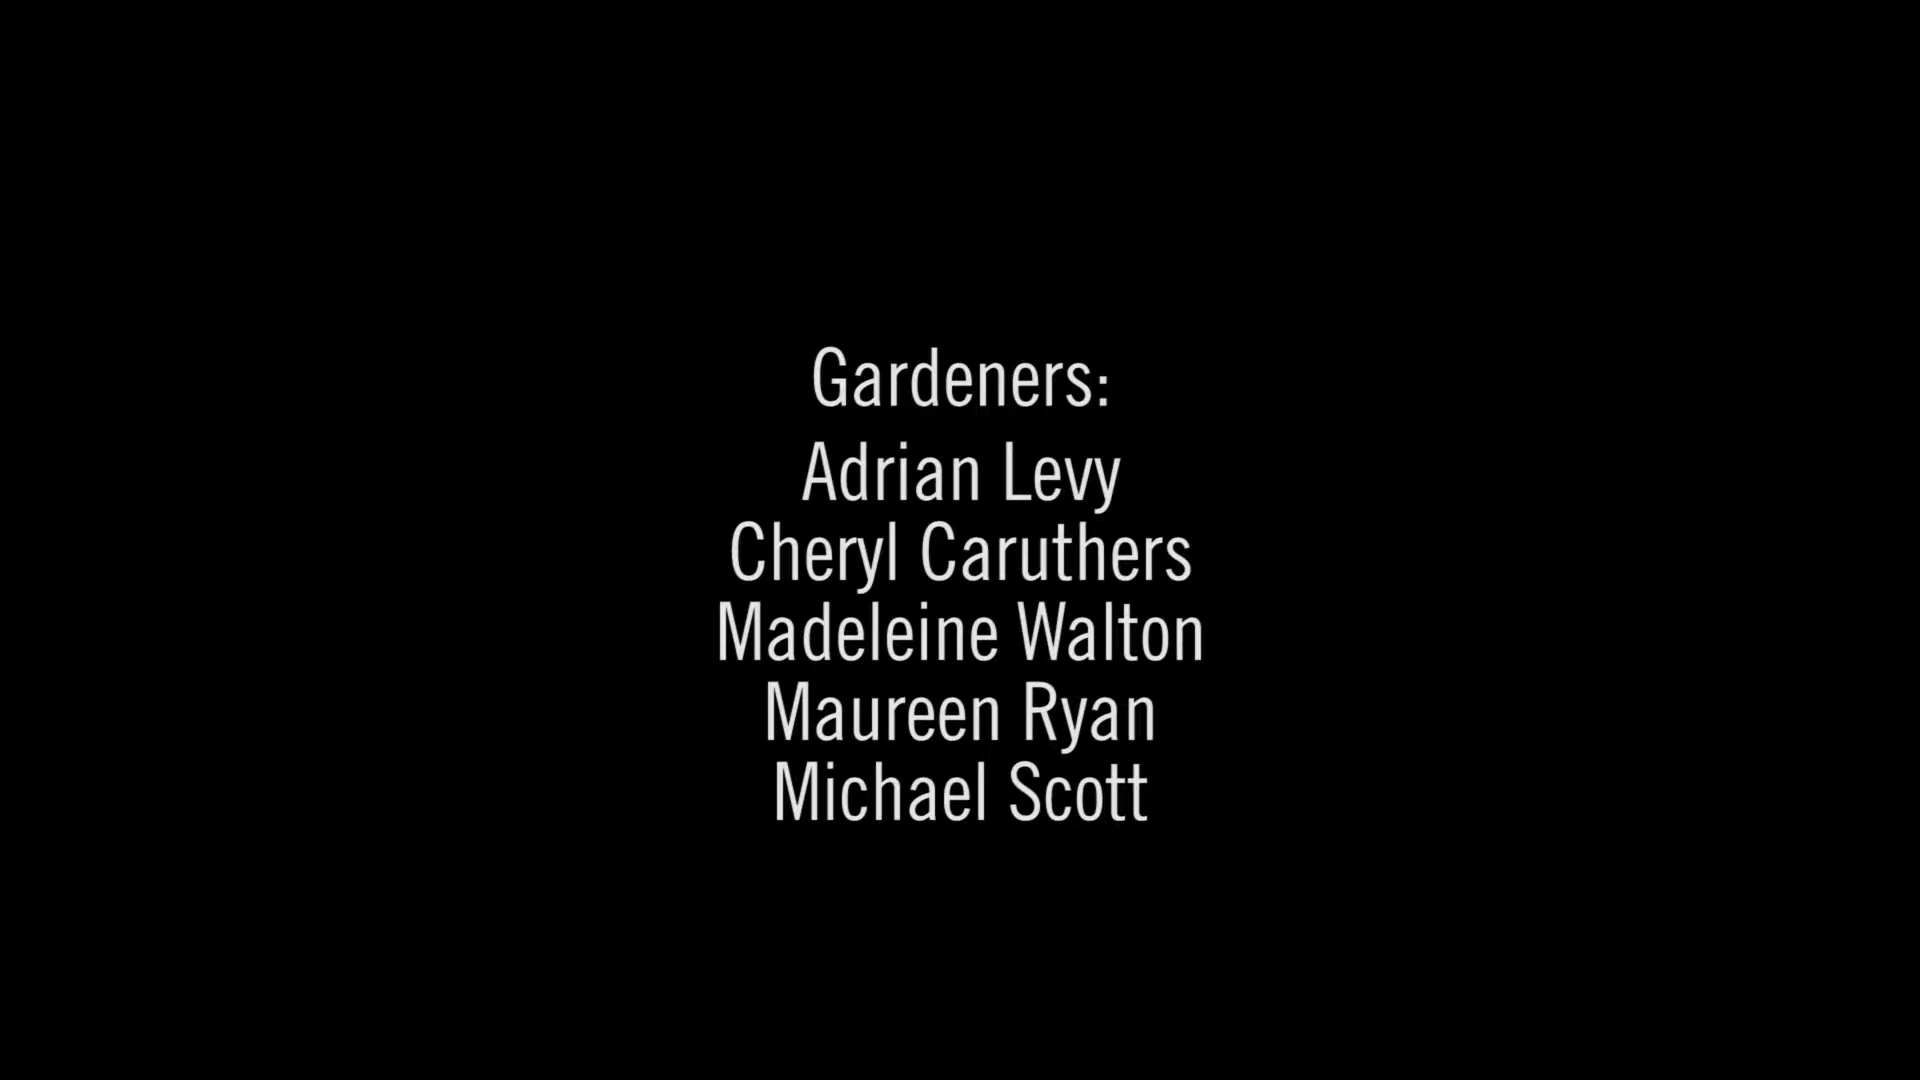 Gardeners:
Adrian Levy
Cheryl Caruthers
Madeleine Walton
Maureen Ryan
Michael Scott